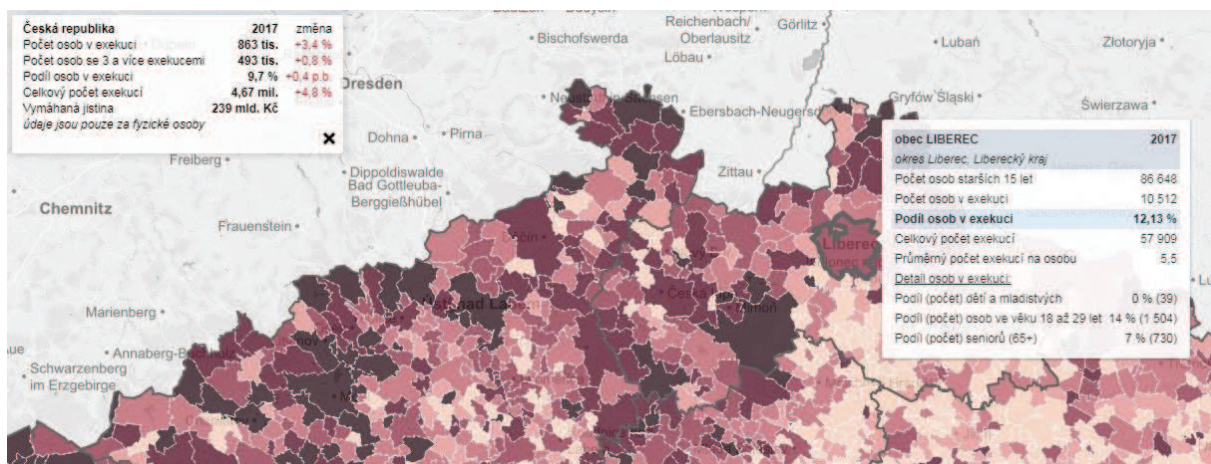 Česká republika 2017 změna
Počet osob v exekuci 863 tis. +3,4 %
Počet osob se 3 a více exekucemi 493 tis. +0,8 %
Podíl osob v exekuci 9,7 % +0,4 p.b.
Celkový počet exekucí 4,67 mil. +4,8 %
Vymáhaná jistina 239 mld. Kč
údaje jsou pouze za fyzické osoby
Reichenbach/
Oberlausitz
Görlitz
Bischofswerda
Löbau
Lubań
Złotoryja
Dresden
Gryfów Śląski
Świerzawa
Ebersbach-Neugersd
Dohna
Pirna
Freiberg
Dippoldiswalde
Bad Gottleuba-
Berggießhübel
Zittau
Chemnitz
Frauenstein
Děčín
Liberec
Marienberg
Annaberg-Buchholz
Schwarzenberg
im Erzgebirge
obec LIBEREC 2017
okres Liberec, Liberecký kraj
Počet osob starších 15 let 86 648
Počet osob v exekuci 10 512
Podíl osob v exekuci 12,13 %
Celkový počet exekucí 57 909
Průměrný počet exekucí na osobu 5,5
Detail osob v exekuci:
Podíl (počet) dětí a mladistvých 0 % (39)
Podíl (počet) osob ve věku 18 až 29 let 14 % (1 504)
Podíl (počet) seniorů (65+) 7 % (730)